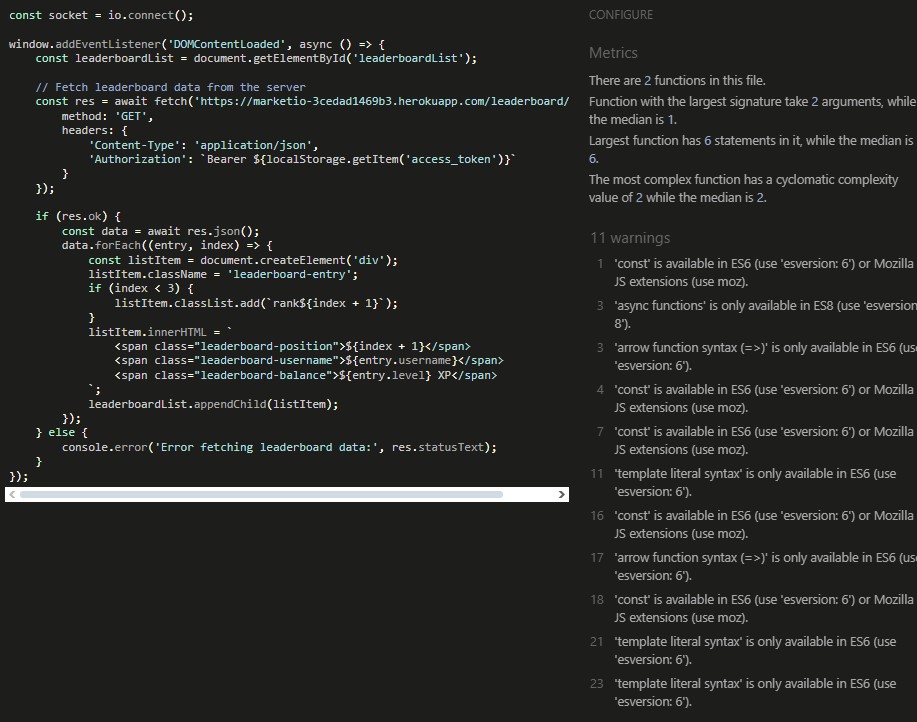 const socket = io.connect();
window.addEventListener('DOMContentLoaded', async () => {
const leaderboardList = document.getElementById('leaderboardList');
// Fetch leaderboard data from the server
const res = await fetch('https://marketio-3cedad1469b3.herokuapp.com/leaderboard/
method: 'GET',
headers: {
'Content-Type': 'application/json',
'Authorization': `Bearer ${localStorage.getItem('access_token')}`
}
});
if (res.ok) {
const data = await res.json();
data.forEach((entry, index) => {
const listItem = document.createElement('div');
listItem.className = 'leaderboard-entry';
if (index < 3) {
listItem.classList.add(`rank${index + 1}`);
}
listItem.innerHTML = `
<span class="leaderboard-position">${index + 1}</span>
<span class="leaderboard-username">${entry.username}</span>
<span class="leaderboard-balance">${entry.level} XP</span>
`;
leaderboardList.appendChild(listItem);
});
} else {
console.error('Error fetching leaderboard data:', res.statusText);
}
});
CONFIGURE
Metrics
There are 2 functions in this file.
Function with the largest signature take 2 arguments, while
the median is 1.
Largest function has 6 statements in it, while the median is
6.
The most complex function has a cyclomatic complexity
value of 2 while the median is 2.
11 warnings
1 'const' is available in ES6 (use 'esversion: 6') or Mozilla
JS extensions (use moz).
3 'async functions' is only available in ES8 (use 'esversion
8').
3 'arrow function syntax (=>)' is only available in ES6 (us
'esversion: 6').
4 'const' is available in ES6 (use 'esversion: 6') or Mozilla
JS extensions (use moz).
7 'const' is available in ES6 (use 'esversion: 6') or Mozilla
JS extensions (use moz).
11 'template literal syntax' is only available in ES6 (use
'esversion: 6').
16 'const' is available in ES6 (use 'esversion: 6') or Mozilla
JS extensions (use moz).
17 'arrow function syntax (=>)' is only available in ES6 (us
'esversion: 6').
18 'const' is available in ES6 (use 'esversion: 6') or Mozilla
JS extensions (use moz).
21 'template literal syntax' is only available in ES6 (use
'esversion: 6').
23 'template literal syntax' is only available in ES6 (use
'esversion: 6').